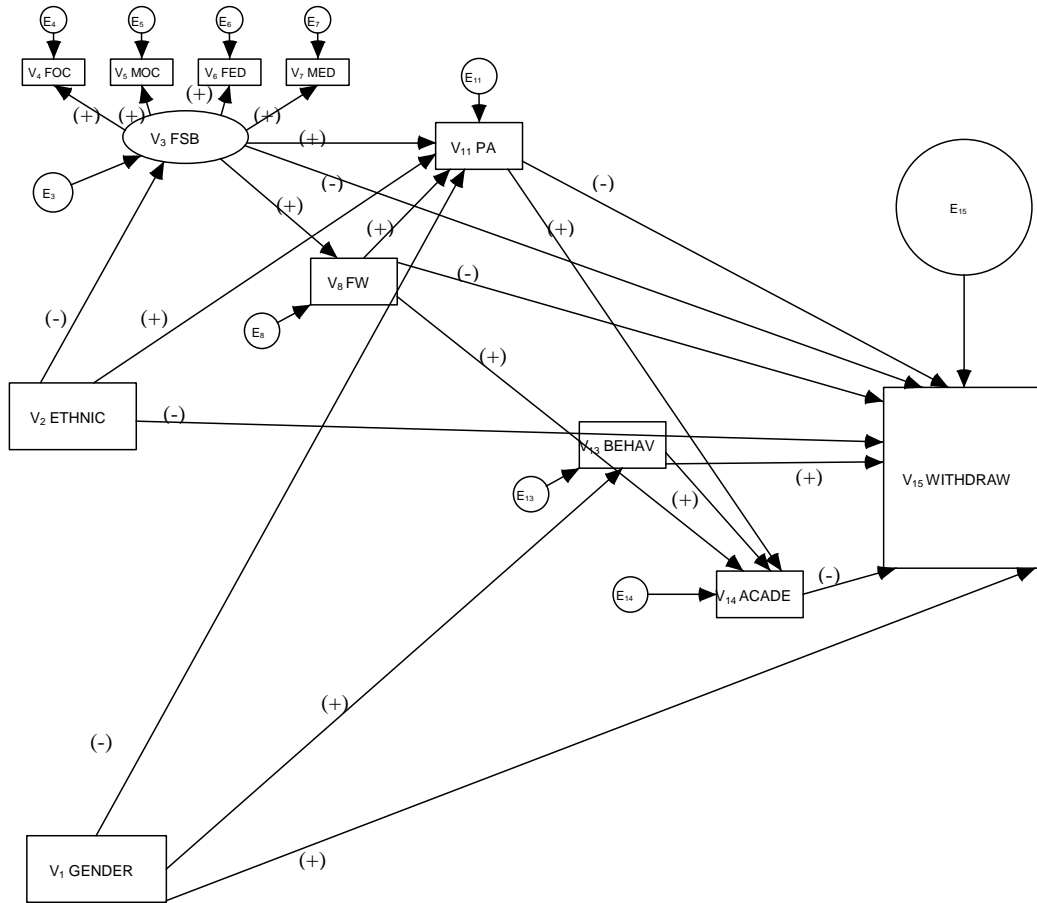 E₄
E₅
E₆
E₇
V₄ FOC
V₅ MOC
V₆ FED
V₇ MED
E₁₁
(+)
(+)
(+)
(+)
V₃ FSB
(+)
V₁₁ PA
E₃
(-)
(-)
(+)
(+)
(+)
E₁₅
V₈ FW
(-)
E₈
(-)
(+)
(+)
V₂ ETHNIC
(-)
V₁₃ BEHAV
V₁₅ WITHDRAW
(+)
E₁₃
(+)
E₁₄
V₁₄ ACADE
(-)
(+)
(-)
(+)
V₁ GENDER